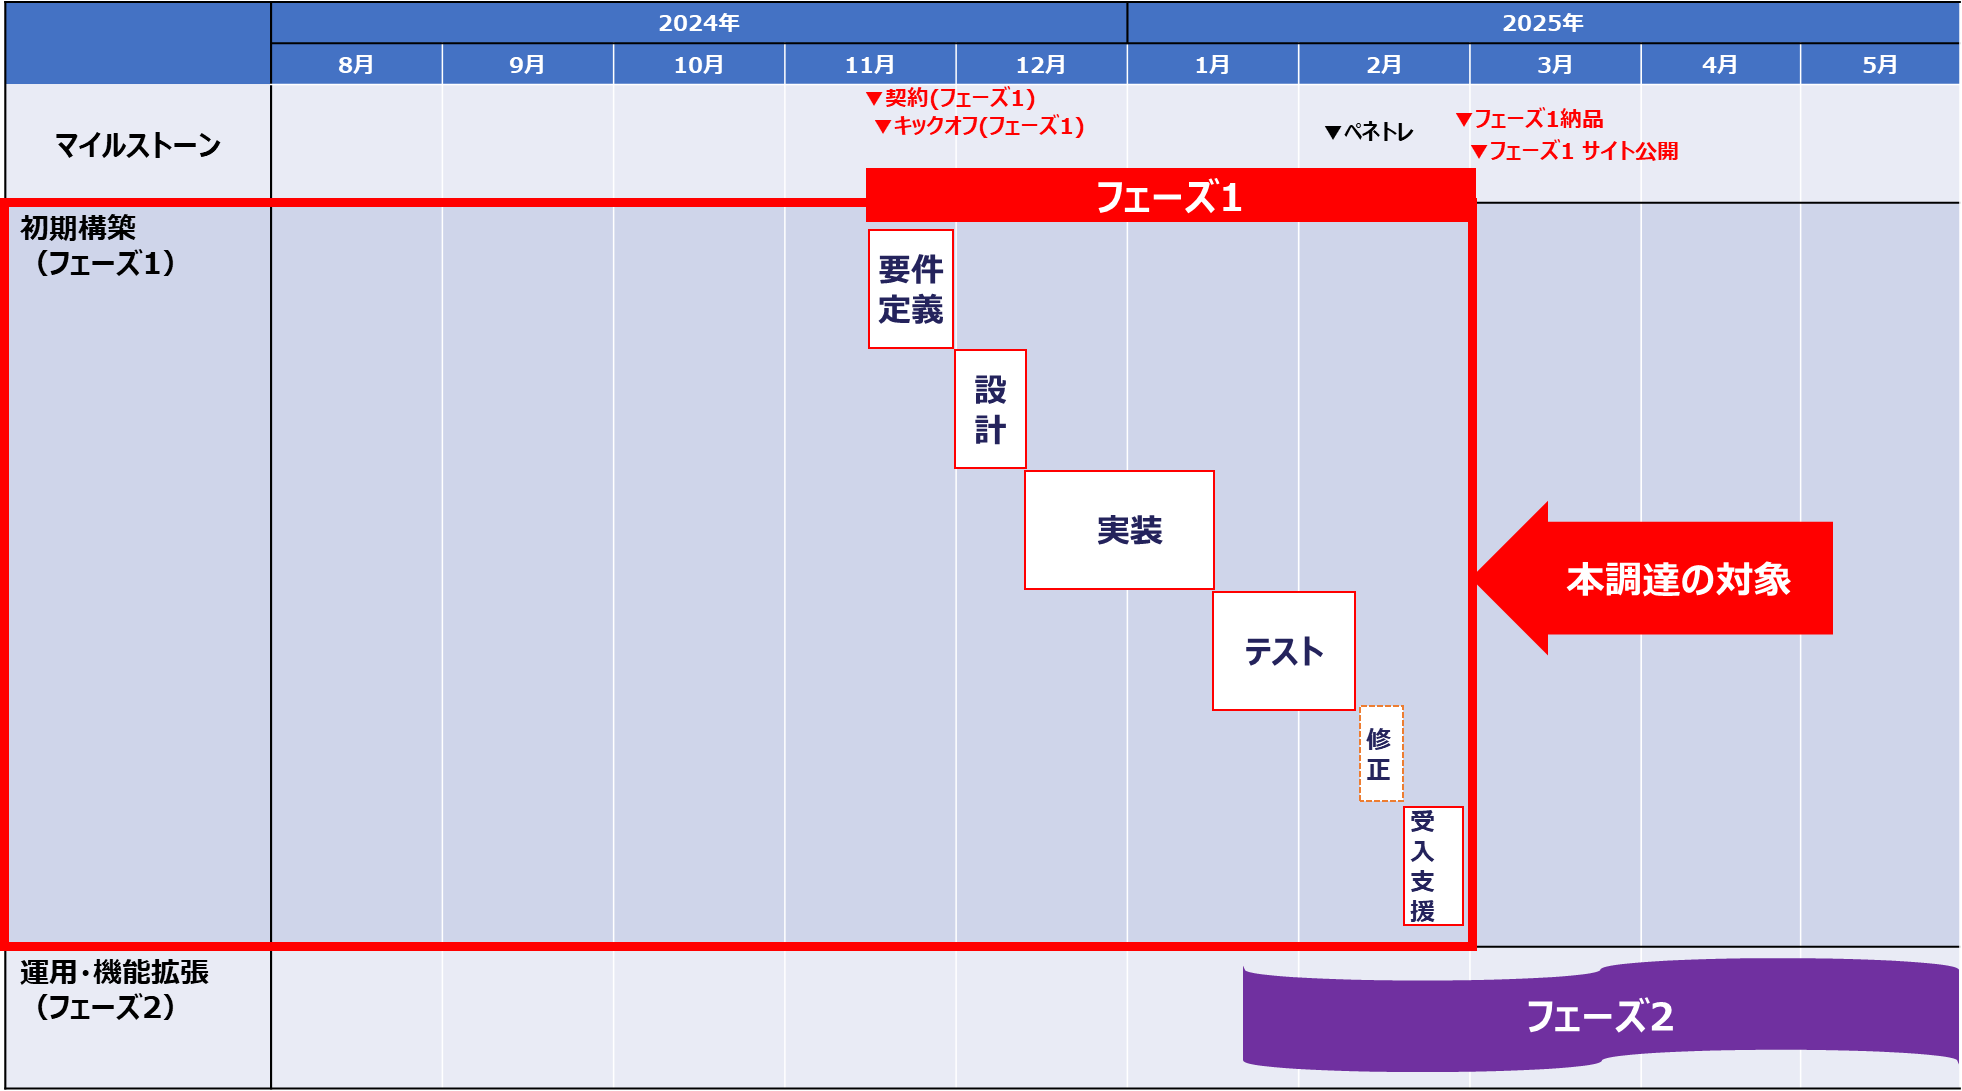 2024年
2025年
8月
9月
10月
11月
12月
1月
2月
3月
4月
5月
マイルストーン
▼契約(フェーズ1)
▼キックオフ(フェーズ1)
▼ペネトレ
▼フェーズ1納品
▼フェーズ1 サイト公開
フェーズ1
初期構築
（フェーズ1）
要件
定義
設
計
実装
テスト
修
正
受
入
支
援
本調達の対象
運用・機能拡張
（フェーズ2）
フェーズ2